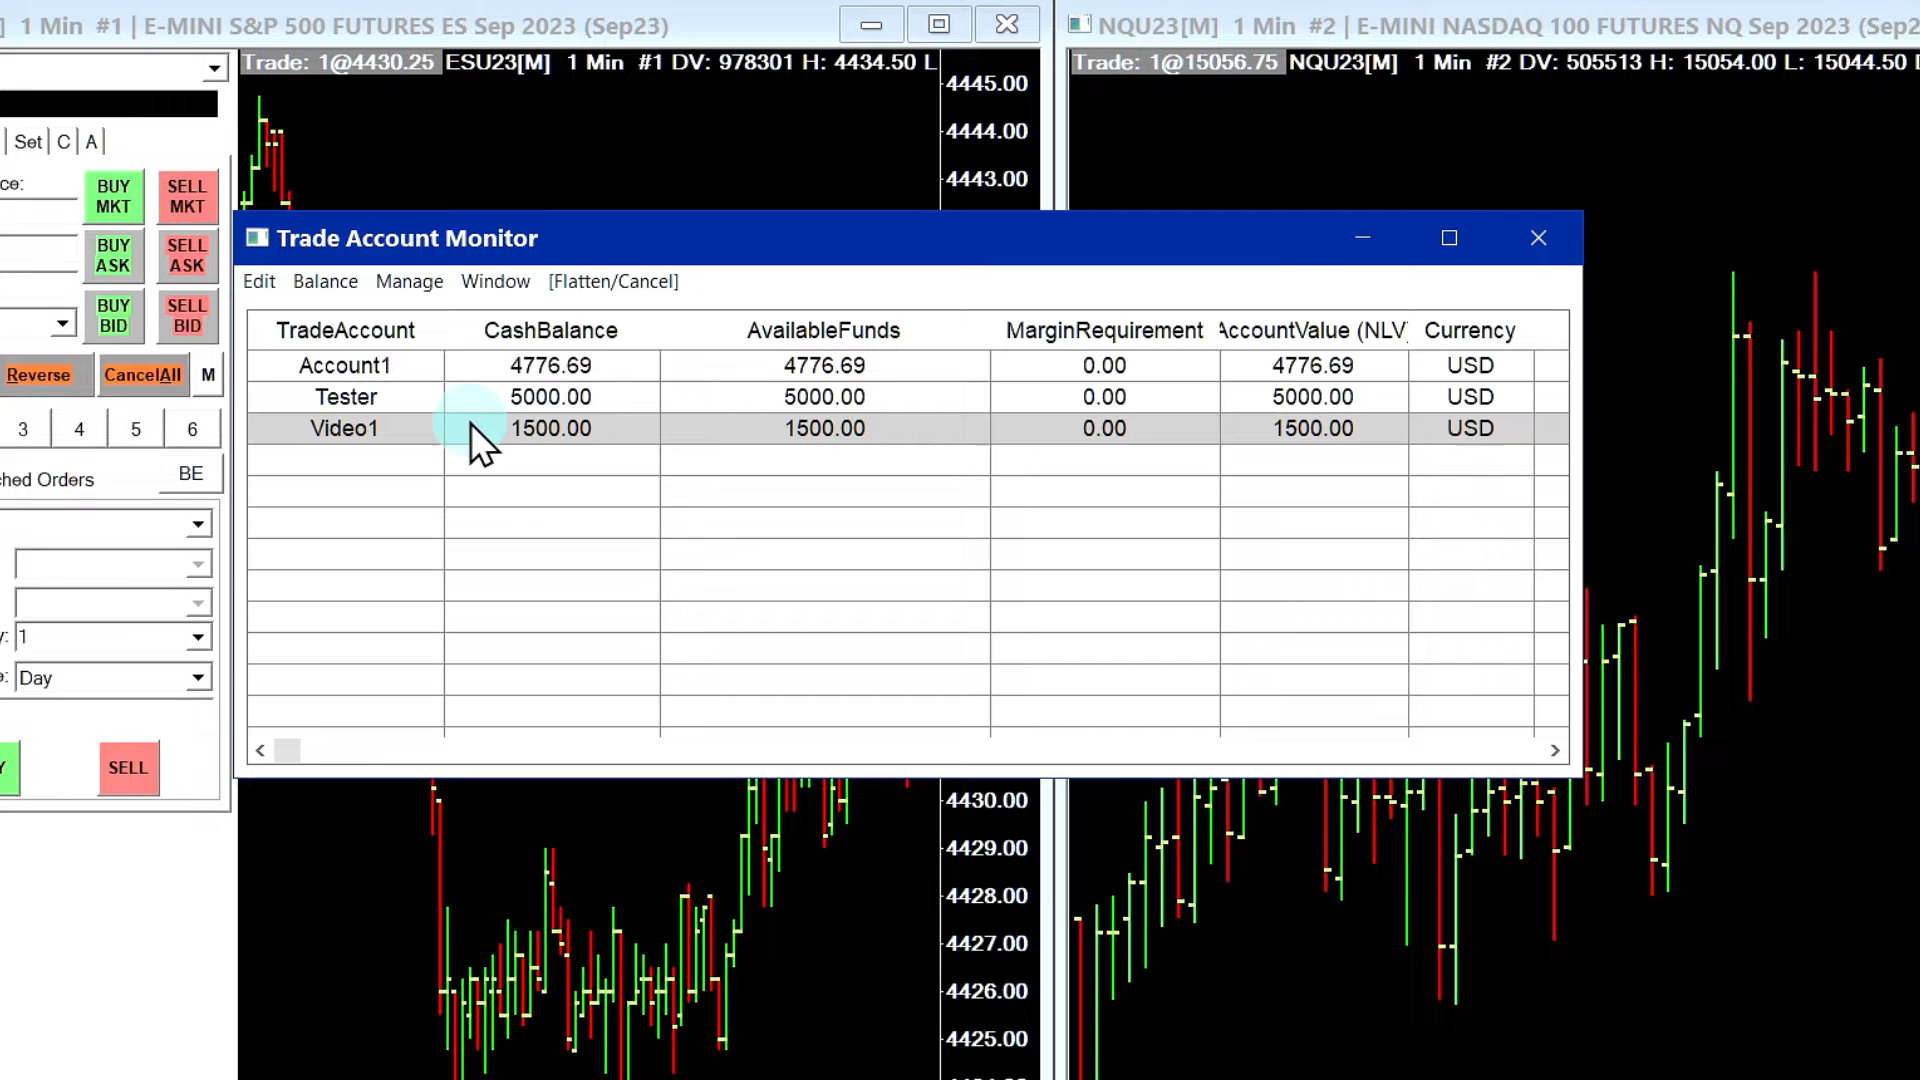 ] 1 Min #1 | E-MINI S&P 500 FUTURES ES Sep 2023 (Sep23)
NQU23[M] 1 Min #2 | E-MINI NASDAQ 100 FUTURES NQ Sep 2023 (Sep2
Trade: 1@4430.25 ESU23[M] 1 Min #1 DV: 978301 H: 4434.50 L
Trade: 1@15056.75 NQU23[M] 1 Min #2 DV: 505513 H: 15054.00 L: 15044.50
4445.00
4444.00
4443.00
Set C A
ce:
BUY MKT
SELL MKT
BUY ASK
SELL ASK
BUY BID
SELL BID
Reverse CancelAll M
3 4 5 6
hed Orders BE
y: 1
e: Day
Y SELL
Trade Account Monitor
Edit Balance Manage Window [Flatten/Cancel]
TradeAccount CashBalance AvailableFunds MarginRequirement AccountValue (NLV) Currency
Account1 4776.69 4776.69 0.00 4776.69 USD
Tester 5000.00 5000.00 0.00 5000.00 USD
Video1 1500.00 1500.00 0.00 1500.00 USD
4430.00
4429.00
4428.00
4427.00
4426.00
4425.00